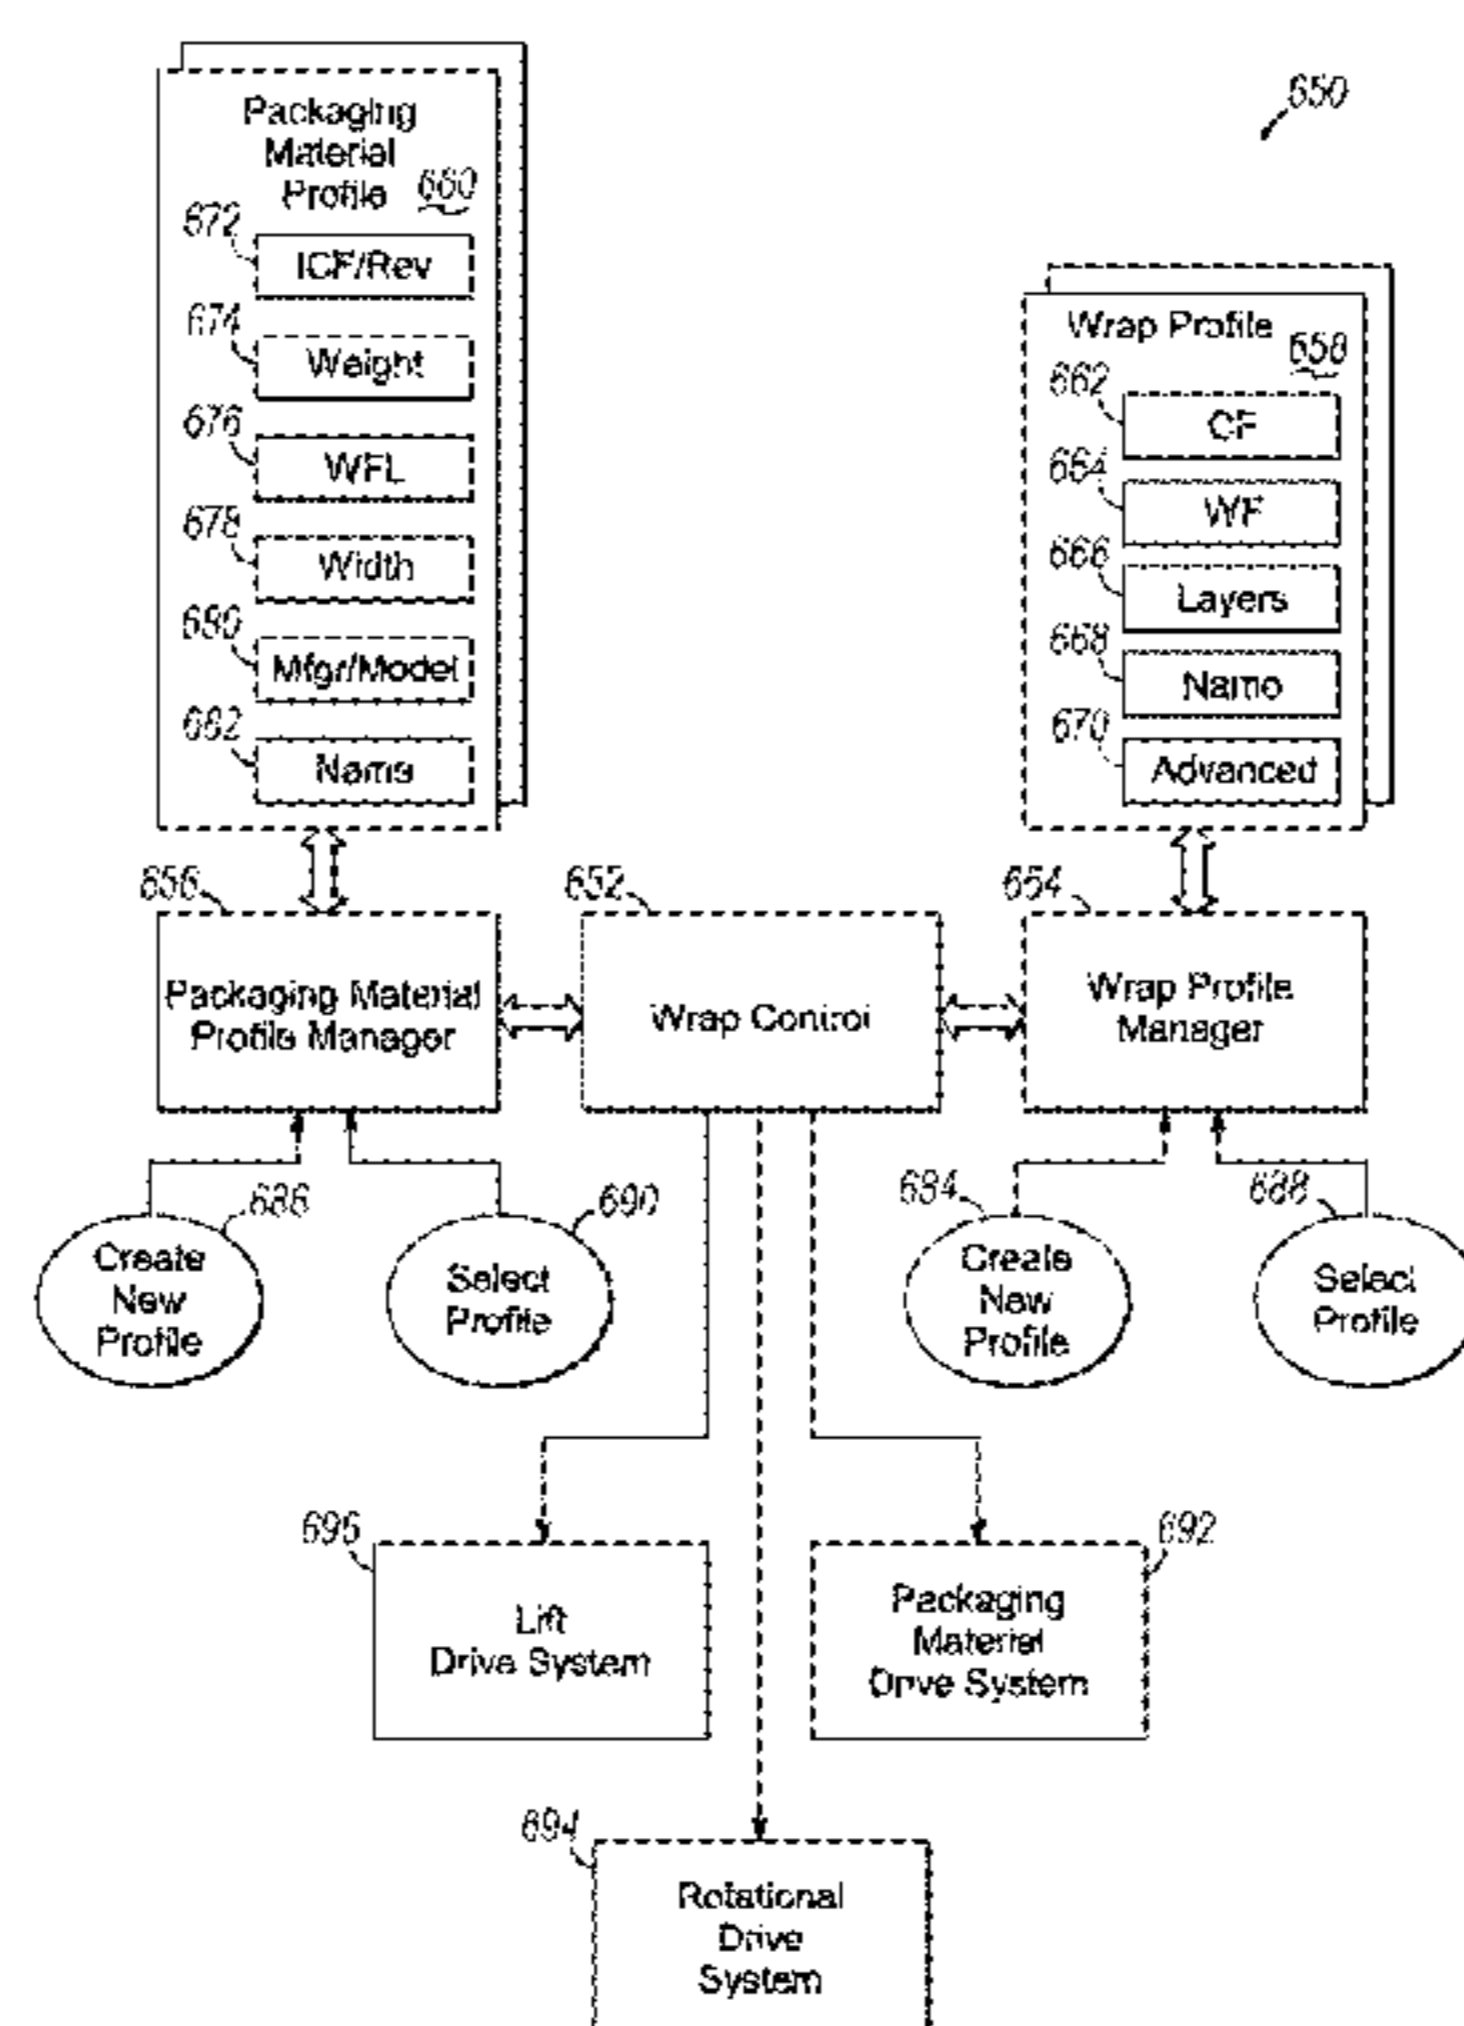 650
Packaging
Material
Profile
660
672
ICF/Rev
674
Weight
676
WFL
678
Width
680
Mfgr/Model
682
Name
Wrap Profile
658
662
CF
664
WF
666
Layers
668
Name
670
Advanced
656
Packaging Material
Profile Manager
652
Wrap Control
654
Wrap Profile
Manager
686
Create
New
Profile
690
Select
Profile
684
Create
New
Profile
688
Select
Profile
696
Lift
Drive System
692
Packaging
Material
Drive System
694
Rotational
Drive
System